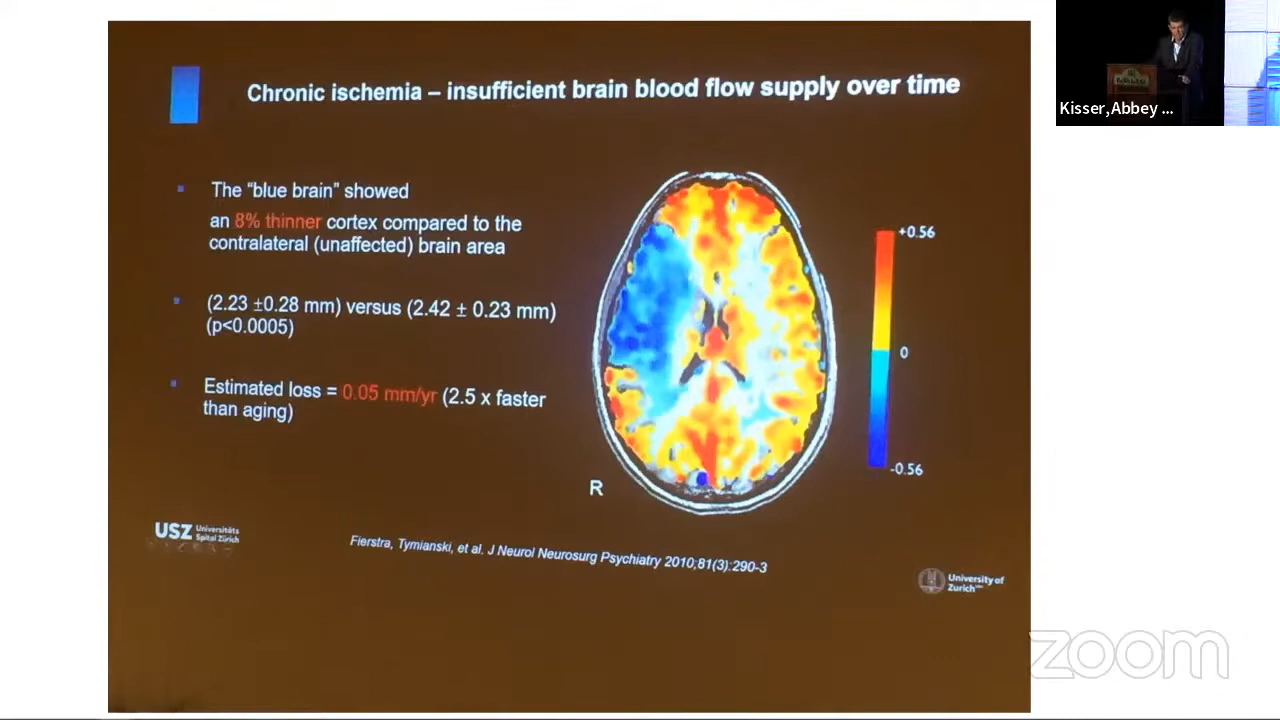 Chronic ischemia – insufficient brain blood flow supply over time
The “blue brain” showed
an 8% thinner cortex compared to the
contralateral (unaffected) brain area
(2.23 ±0.28 mm) versus (2.42 ± 0.23 mm)
(p<0.0005)
Estimated loss = 0.05 mm/yr (2.5 x faster
than aging)
+0.56
0
-0.56
R
USZ Universitäts
Spital Zürich
Fierstra, Tymianski, et al. J Neurol Neurosurg Psychiatry 2010;81(3):290-3
University of
Zurich
Kisser,Abbey ...
zoom